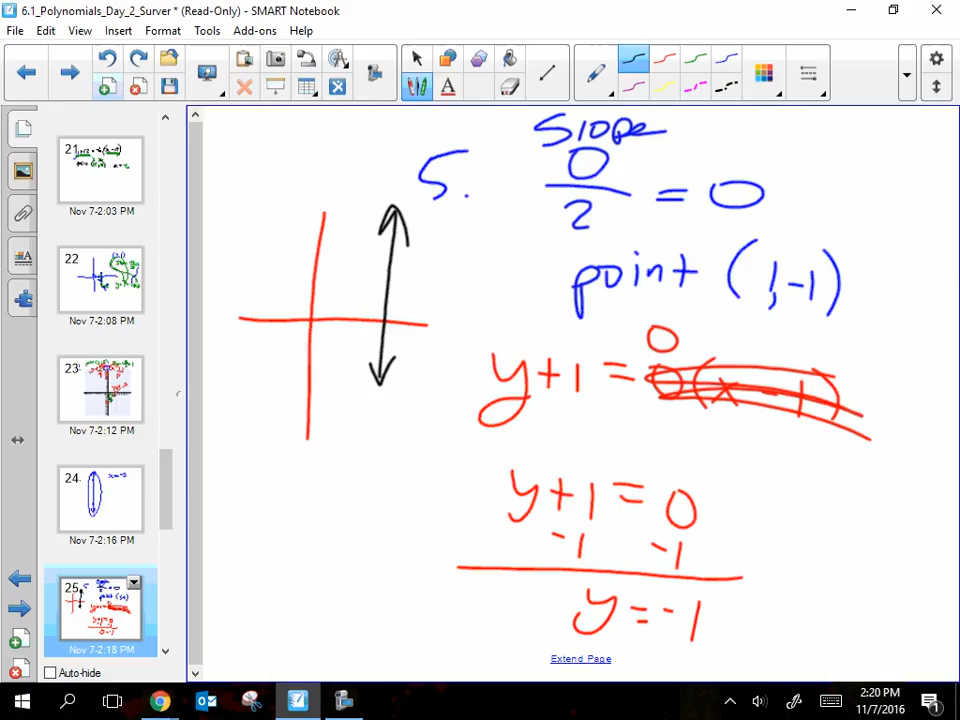 6.1_Polynomials_Day_2_Surver * (Read-Only) - SMART Notebook
File Edit View Insert Format Tools Add-ons Help
21
Nov 7-2:03 PM
22
Nov 7-2:08 PM
23
Nov 7-2:12 PM
24
Nov 7-2:16 PM
25
Nov 7-2:18 PM
Auto-hide
slope
5. 0/2 = 0
point (1,-1)
0
y+1 = 0(x-1)
y+1 = 0
-1 -1
y = -1
Extend Page
2:20 PM
11/7/2016
1